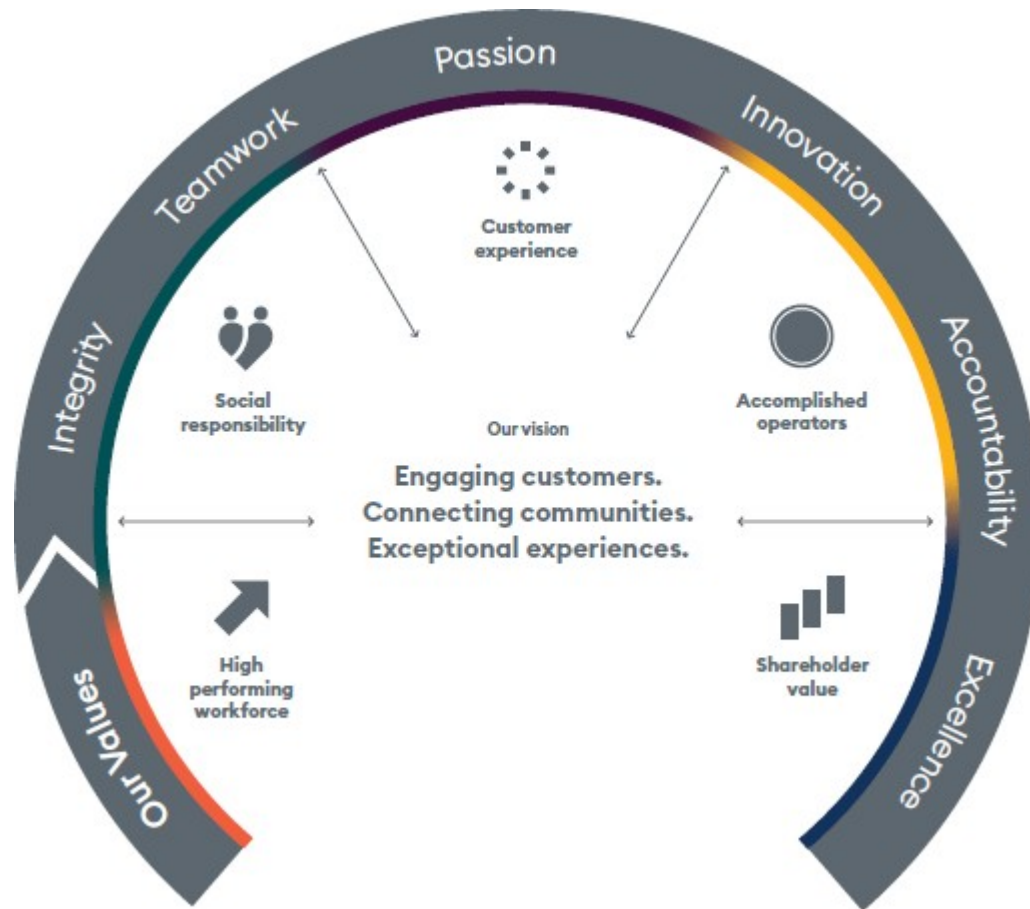 Our Values
Integrity
Teamwork
Passion
Innovation
Accountability
Excellence
Customer
experience
Social
responsibility
Accomplished
operators
Our vision
Engaging customers.
Connecting communities.
Exceptional experiences.
High
performing
workforce
Shareholder
value